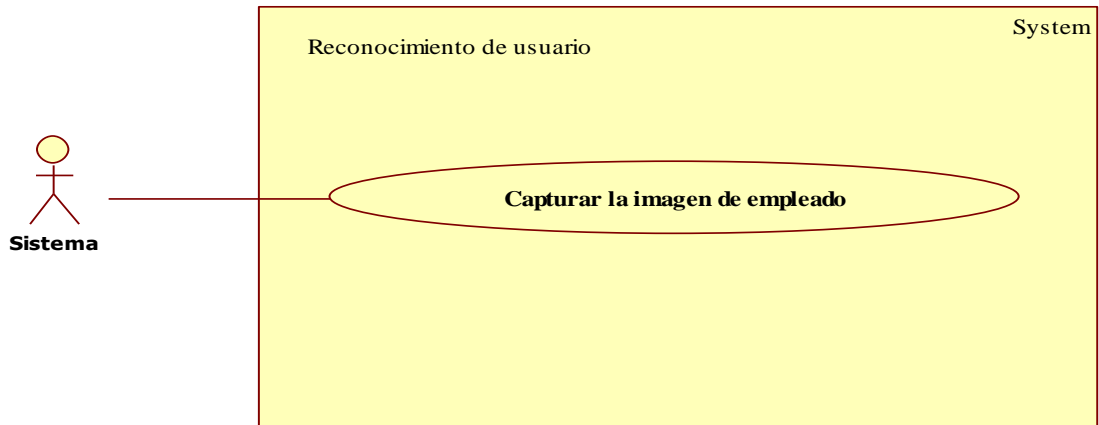 System
Reconocimiento de usuario
Capturar la imagen de empleado
Sistema